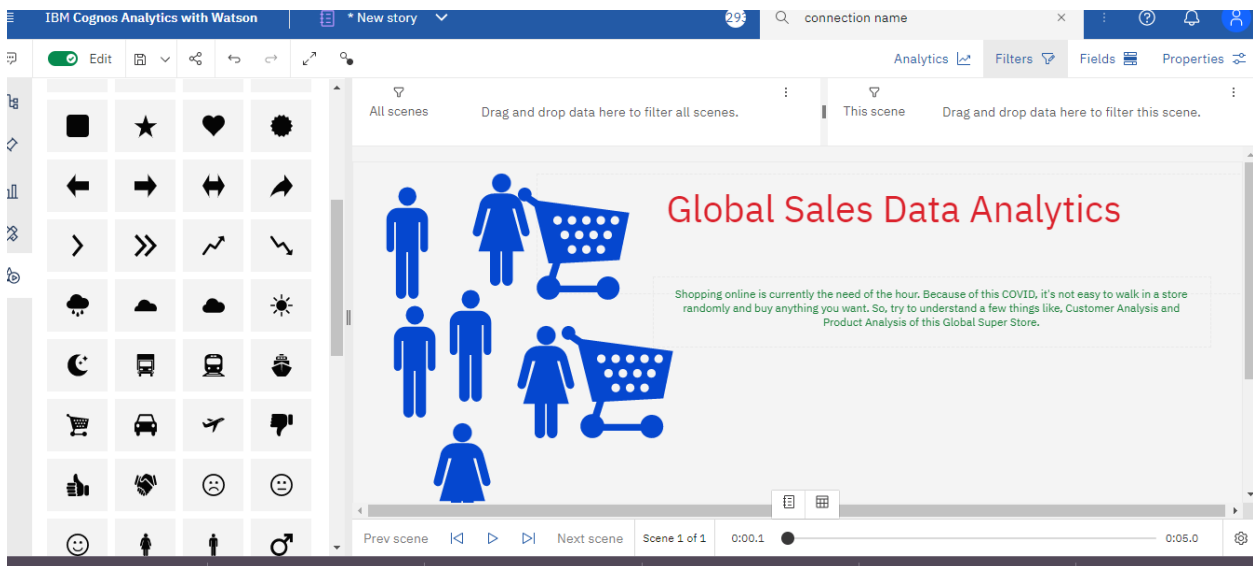 IBM Cognos Analytics with Watson
* New story
293
connection name
Edit
Analytics
Filters
Fields
Properties
All scenes
Drag and drop data here to filter all scenes.
This scene
Drag and drop data here to filter this scene.
Global Sales Data Analytics
Shopping online is currently the need of the hour. Because of this COVID, it's not easy to walk in a store
randomly and buy anything you want. So, try to understand a few things like, Customer Analysis and
Product Analysis of this Global Super Store.
Prev scene
Next scene
Scene 1 of 1
0:00.1
0:05.0